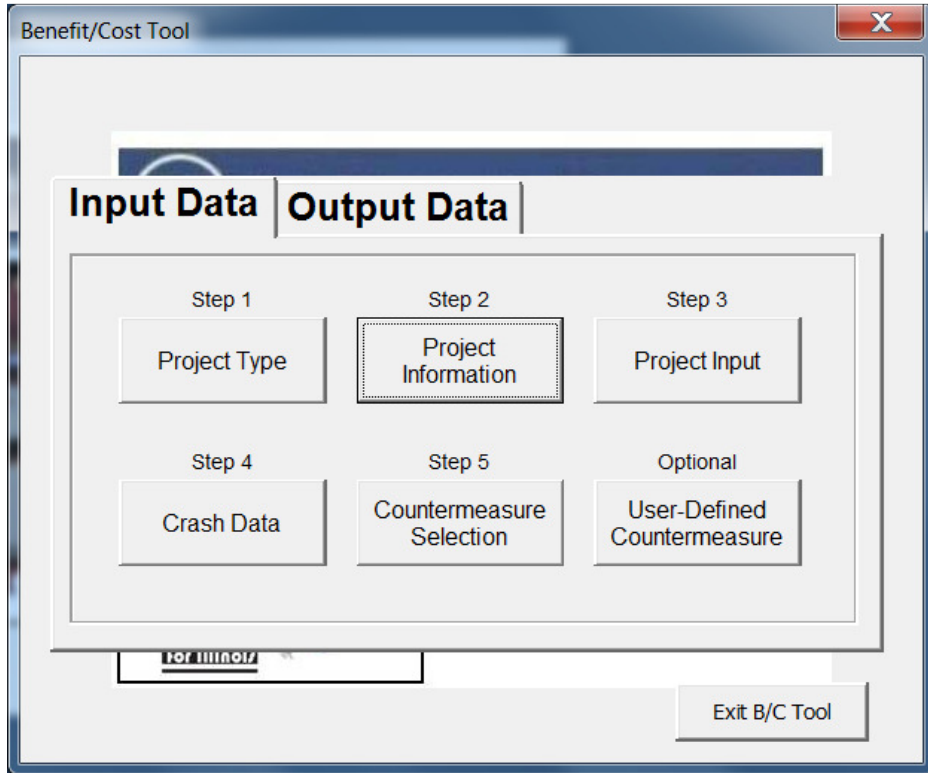 Benefit/Cost Tool
X
Input Data
Output Data
Step 1
Step 2
Step 3
Project Type
Project
Information
Project Input
Step 4
Step 5
Optional
Crash Data
Countermeasure
Selection
User-Defined
Countermeasure
for Illinois
Exit B/C Tool